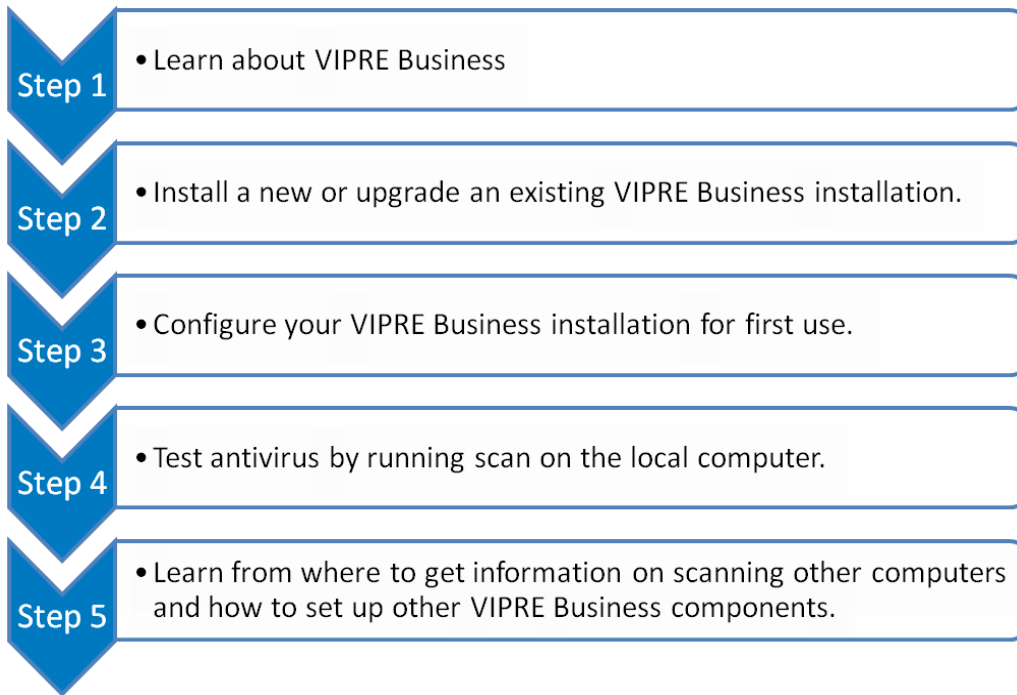 Step 1
• Learn about VIPRE Business
Step 2
• Install a new or upgrade an existing VIPRE Business installation.
Step 3
• Configure your VIPRE Business installation for first use.
Step 4
• Test antivirus by running scan on the local computer.
Step 5
• Learn from where to get information on scanning other computers
and how to set up other VIPRE Business components.